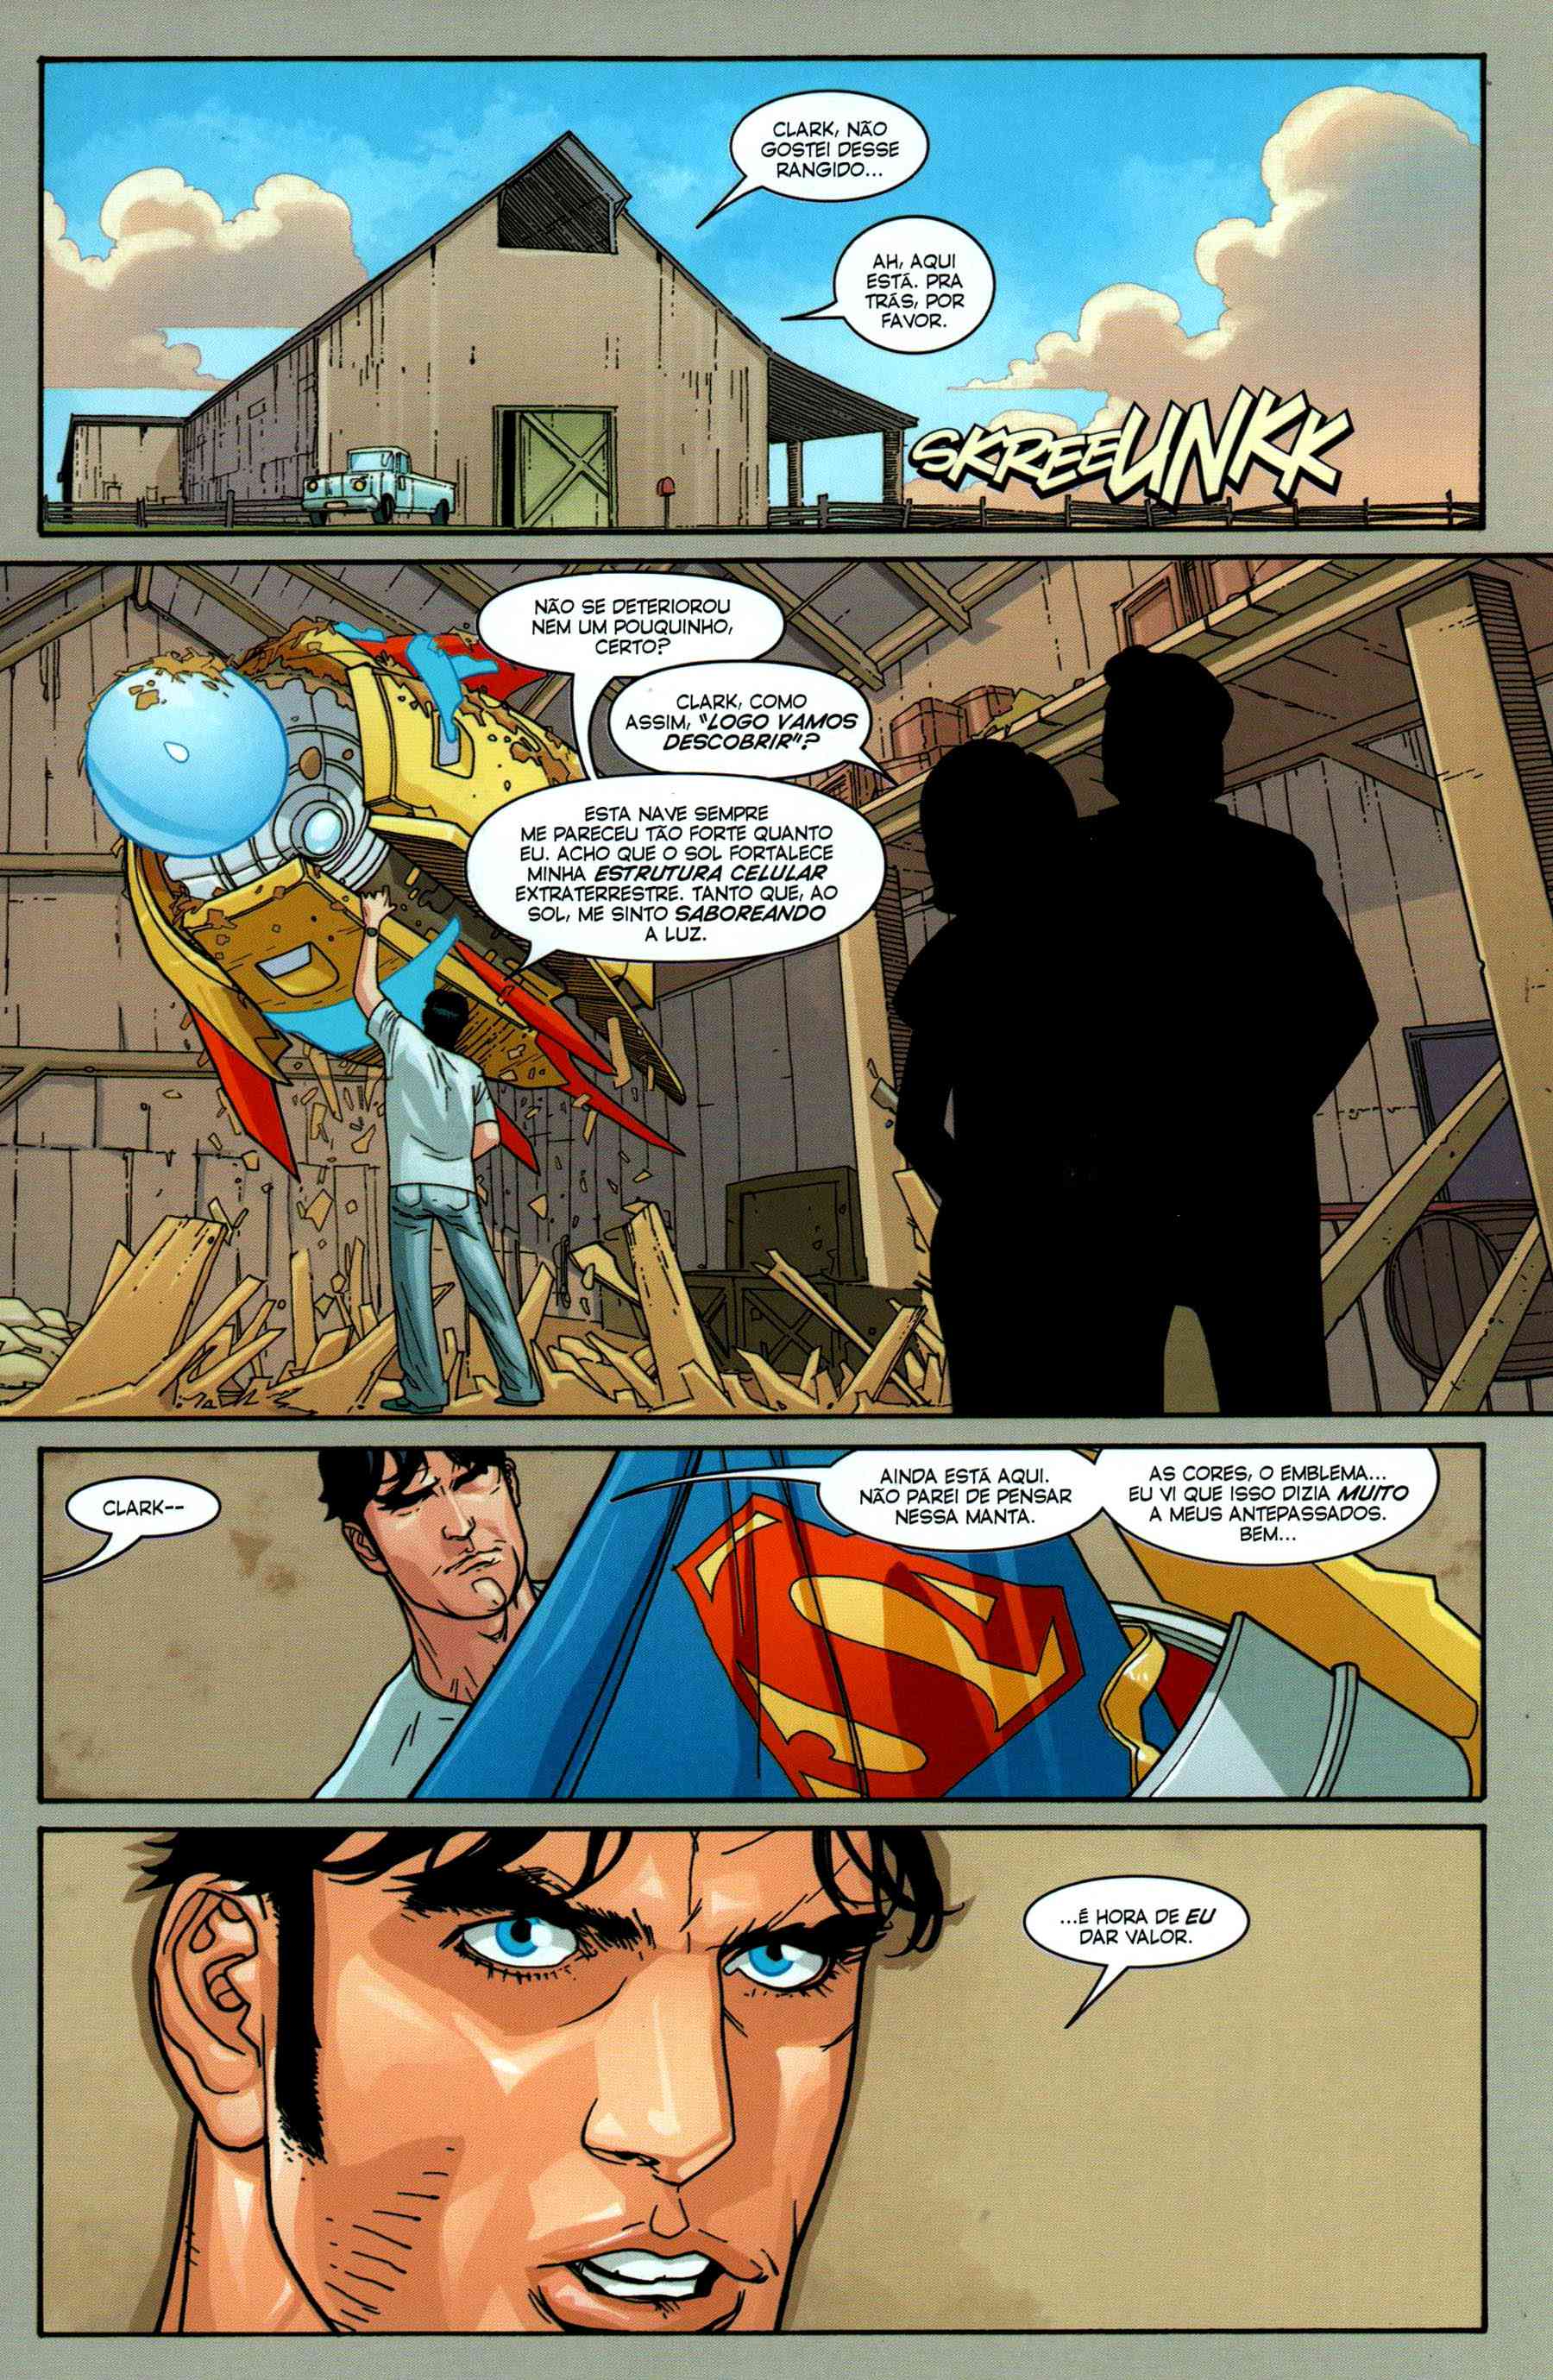 CLARK, NÃO
GOSTEI DESSE
RANGIDO...
AH, AQUI
ESTÁ. PRA
TRÁS, POR
FAVOR.
SKREEUNKK
NÃO SE DETERIOROU
NEM UM POUQUINHO,
CERTO?
CLARK, COMO
ASSIM, "LOGO VAMOS
DESCOBRIR"?
ESTA NAVE SEMPRE
ME PARECEU TÃO FORTE QUANTO
EU. ACHO QUE O SOL FORTALECE
MINHA ESTRUTURA CELULAR
EXTRATERRESTRE. TANTO QUE, AO
SOL, ME SINTO SABOREANDO
A LUZ.
CLARK--
AINDA ESTÁ AQUI.
NÃO PAREI DE PENSAR
NESSA MANTA.
AS CORES, O EMBLEMA...
EU VI QUE ISSO DIZIA MUITO
A MEUS ANTEPASSADOS.
BEM...
S
...É HORA DE EU
DAR VALOR.